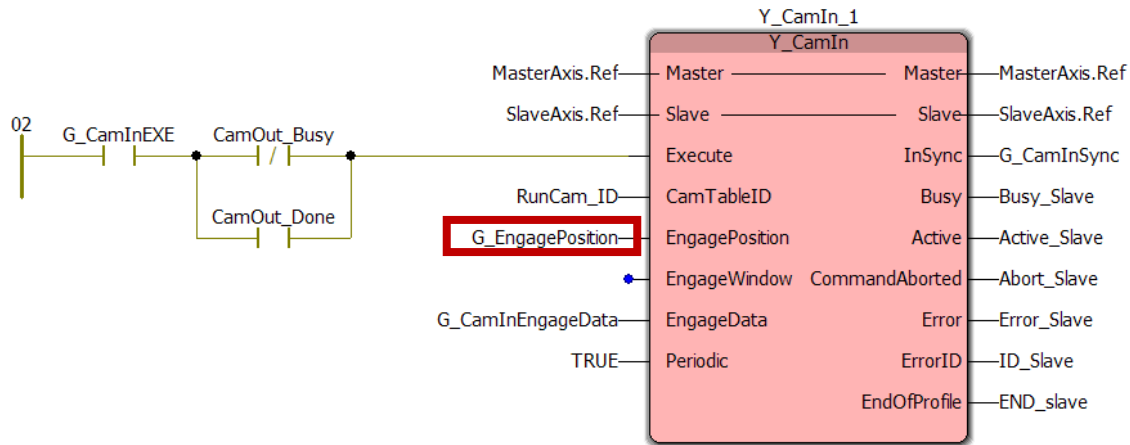 Y_CamIn_1
Y_CamIn
MasterAxis.Ref Master Master MasterAxis.Ref
SlaveAxis.Ref Slave Slave SlaveAxis.Ref
02 G_CamInEXE CamOut_Busy Execute InSync G_CamInSync
RunCam_ID CamTableID Busy Busy_Slave
CamOut_Done
G_EngagePosition EngagePosition Active Active_Slave
EngageWindow CommandAborted Abort_Slave
G_CamInEngageData EngageData Error Error_Slave
TRUE Periodic ErrorID ID_Slave
EndOfProfile END_slave